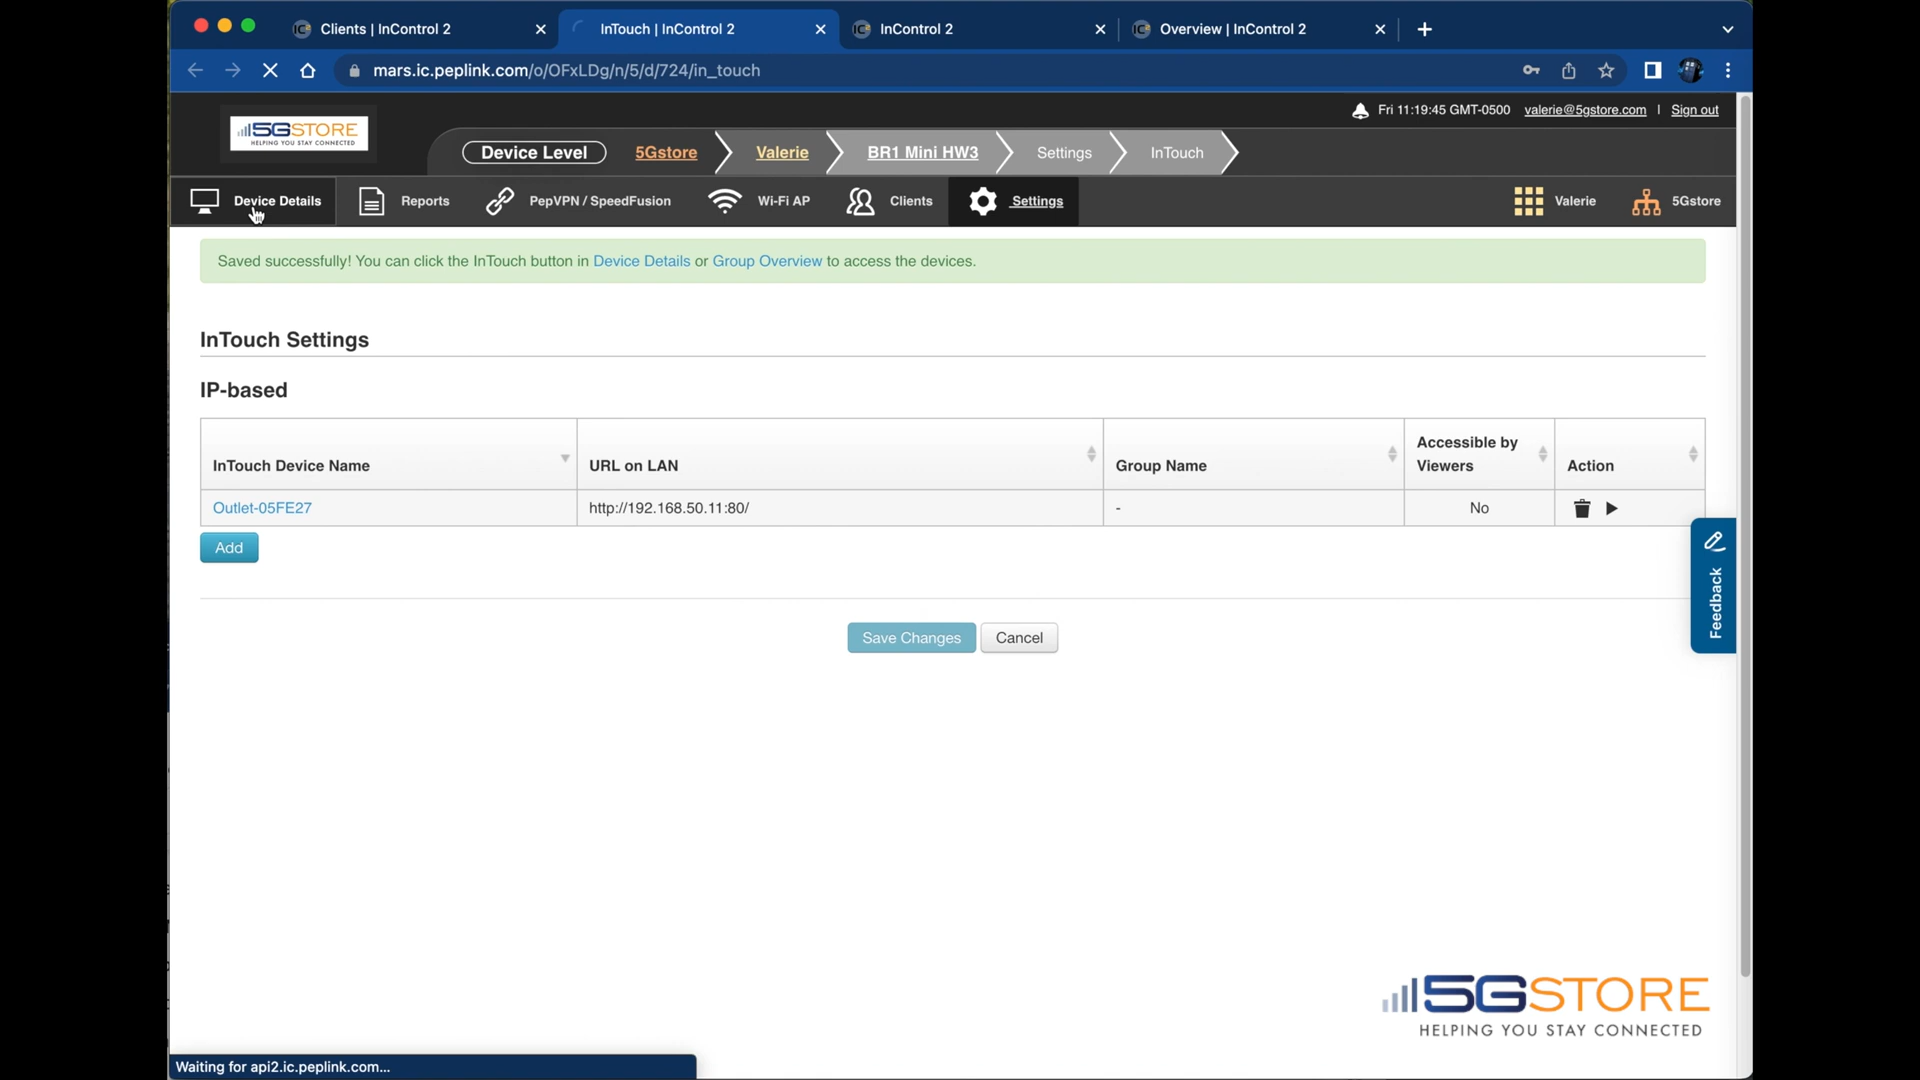 Clients | InControl 2
InTouch | InControl 2
InControl 2
Overview | InControl 2
mars.ic.peplink.com/o/OFxLDg/n/5/d/724/in_touch
5GSTORE
HELPING YOU STAY CONNECTED
Fri 11:19:45 GMT-0500 valerie@5gstore.com | Sign out
Device Level 5Gstore Valerie BR1 Mini HW3 Settings InTouch
Device Details Reports PepVPN / SpeedFusion Wi-Fi AP Clients Settings Valerie 5Gstore
Saved successfully! You can click the InTouch button in Device Details or Group Overview to access the devices.
InTouch Settings
IP-based
InTouch Device Name URL on LAN Group Name Accessible by Viewers Action
Outlet-05FE27 http://192.168.50.11:80/ - No
Add
Feedback
Save Changes Cancel
5GSTORE
HELPING YOU STAY CONNECTED
Waiting for api2.ic.peplink.com...